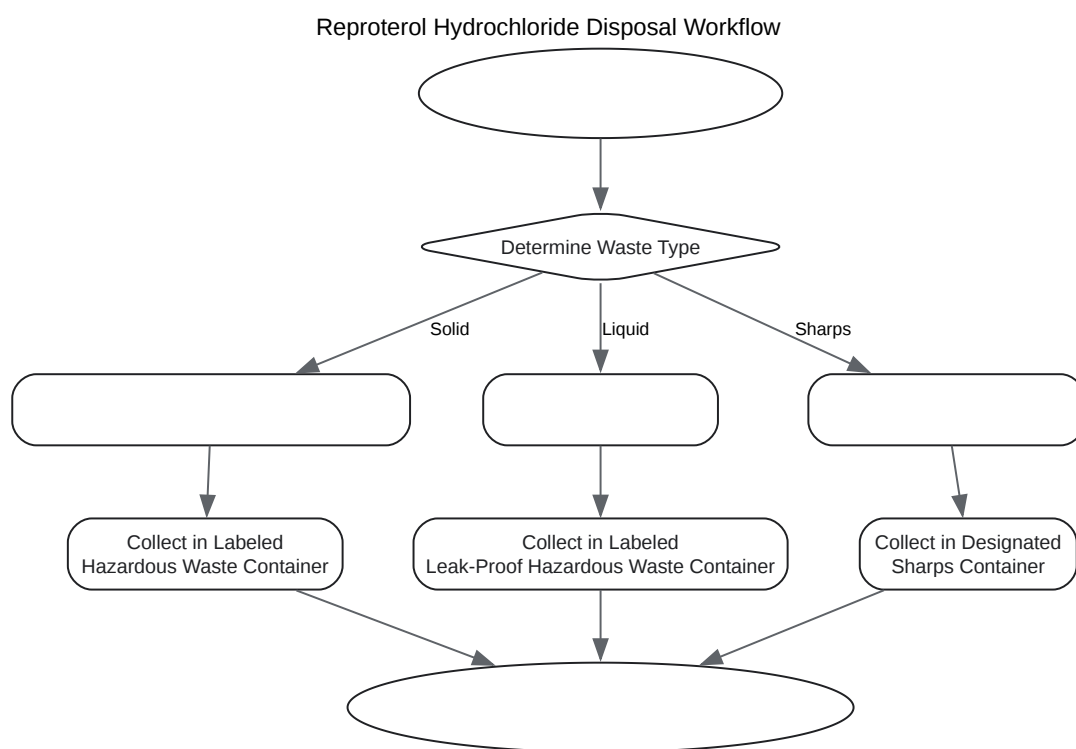 Reproterol Hydrochloride Disposal Workflow
Determine Waste Type
Solid
Liquid
Sharps
Collect in Labeled
Hazardous Waste Container
Collect in Labeled
Leak-Proof Hazardous Waste Container
Collect in Designated
Sharps Container